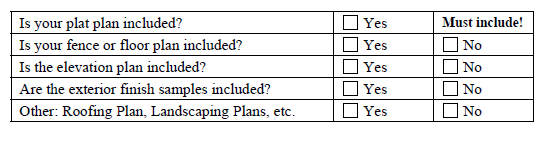 Is your plat plan included? Yes Must include!
Is your fence or floor plan included? Yes No
Is the elevation plan included? Yes No
Are the exterior finish samples included? Yes No
Other: Roofing Plan, Landscaping Plans, etc. Yes No